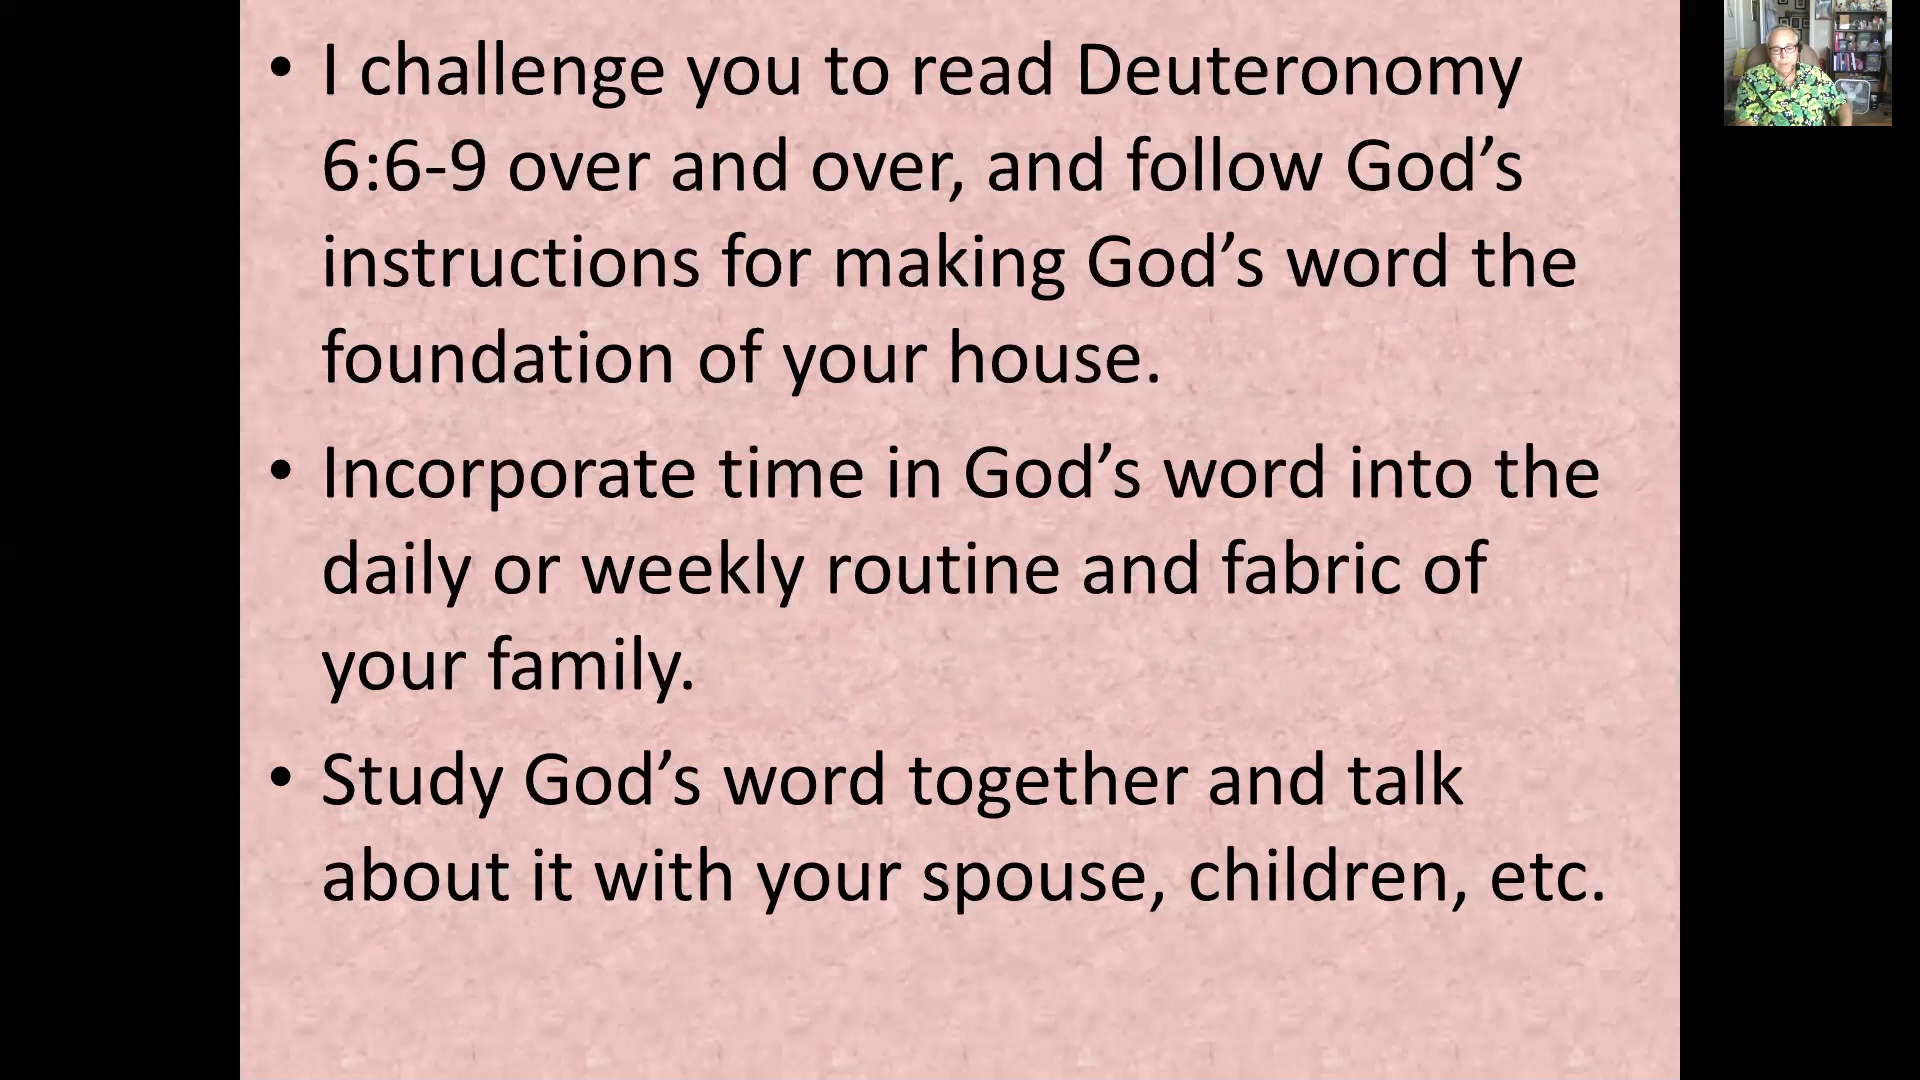 • I challenge you to read Deuteronomy
6:6-9 over and over, and follow God’s
instructions for making God’s word the
foundation of your house.
• Incorporate time in God’s word into the
daily or weekly routine and fabric of
your family.
• Study God’s word together and talk
about it with your spouse, children, etc.